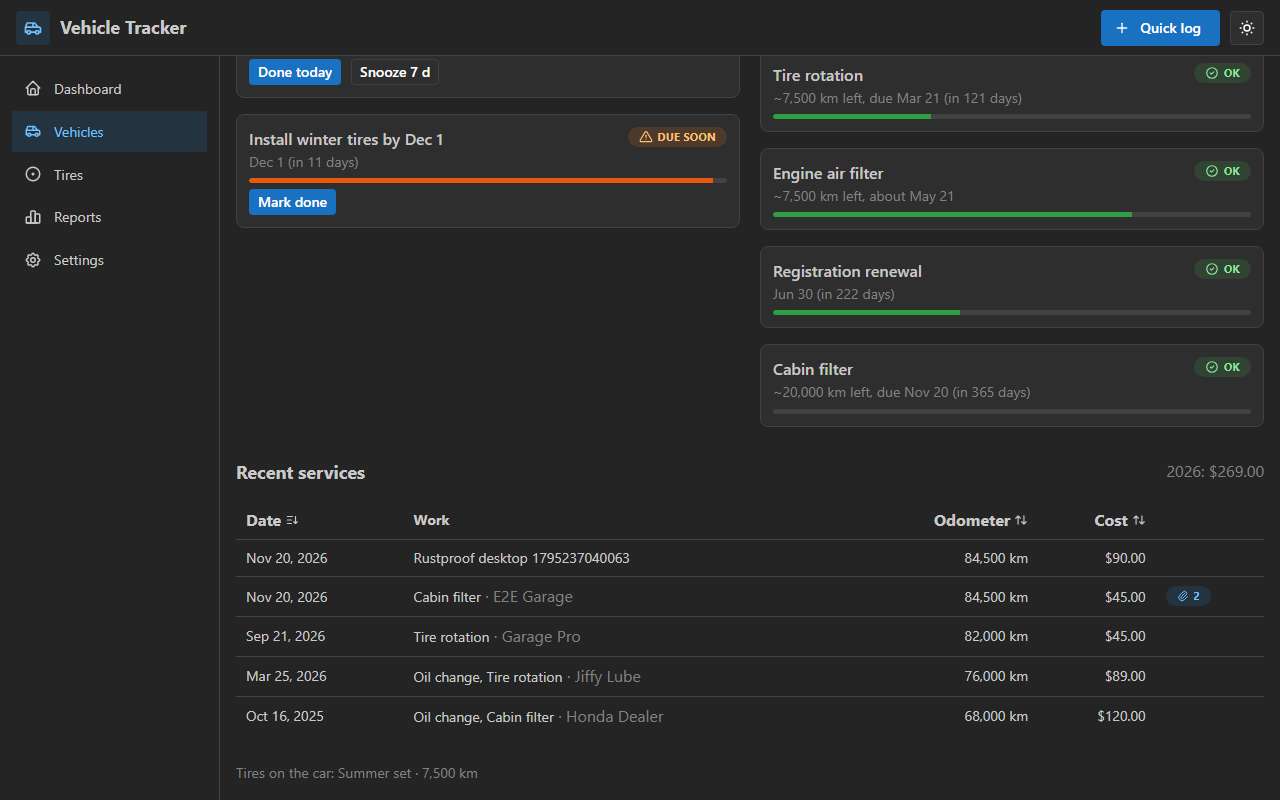 Vehicle Tracker
Quick log
Dashboard
Vehicles
Tires
Reports
Settings
Done today
Snooze 7 d
Install winter tires by Dec 1
DUE SOON
Dec 1 (in 11 days)
Mark done
Tire rotation
OK
~7,500 km left, due Mar 21 (in 121 days)
Engine air filter
OK
~7,500 km left, about May 21
Registration renewal
OK
Jun 30 (in 222 days)
Cabin filter
OK
~20,000 km left, due Nov 20 (in 365 days)
Recent services
2026: $269.00
Date Work Odometer Cost
Nov 20, 2026 Rustproof desktop 1795237040063 84,500 km $90.00
Nov 20, 2026 Cabin filter · E2E Garage 84,500 km $45.00 2
Sep 21, 2026 Tire rotation · Garage Pro 82,000 km $45.00
Mar 25, 2026 Oil change, Tire rotation · Jiffy Lube 76,000 km $89.00
Oct 16, 2025 Oil change, Cabin filter · Honda Dealer 68,000 km $120.00
Tires on the car: Summer set · 7,500 km